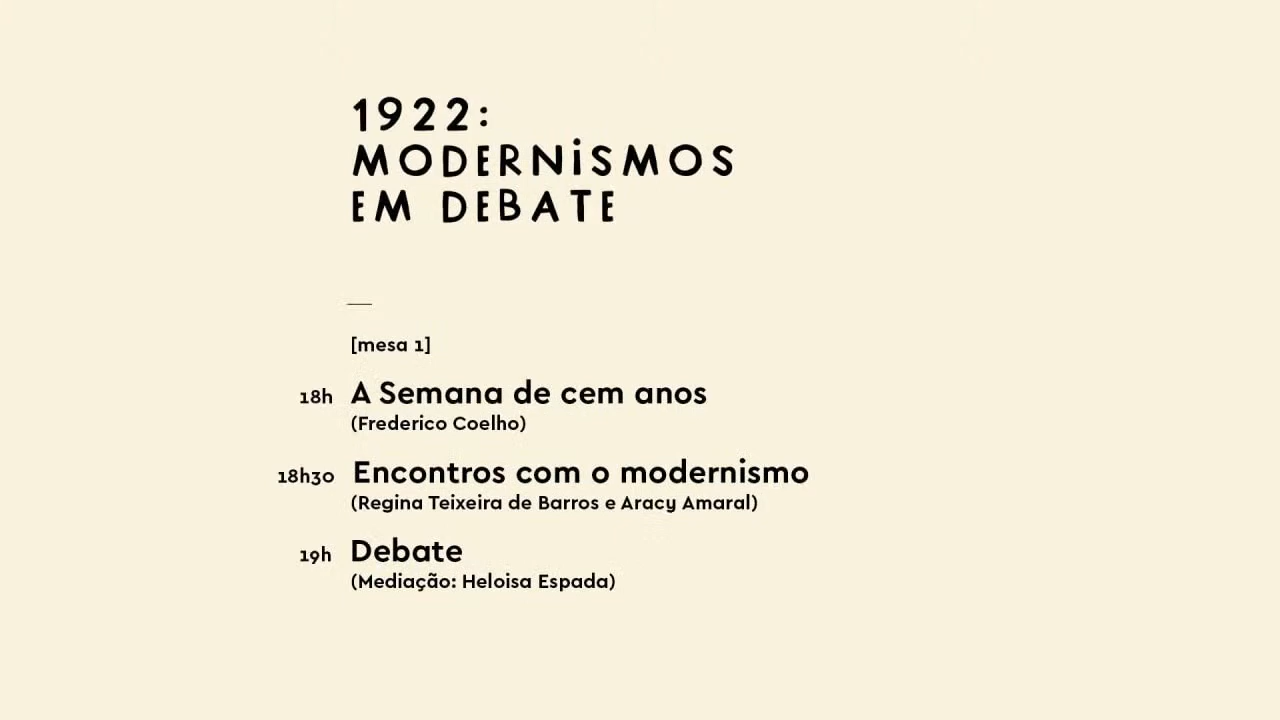 1922:
MODERNiSMOS
EM DEBATE
[mesa 1]
18h A Semana de cem anos
(Frederico Coelho)
18h30 Encontros com o modernismo
(Regina Teixeira de Barros e Aracy Amaral)
19h Debate
(Mediação: Heloisa Espada)